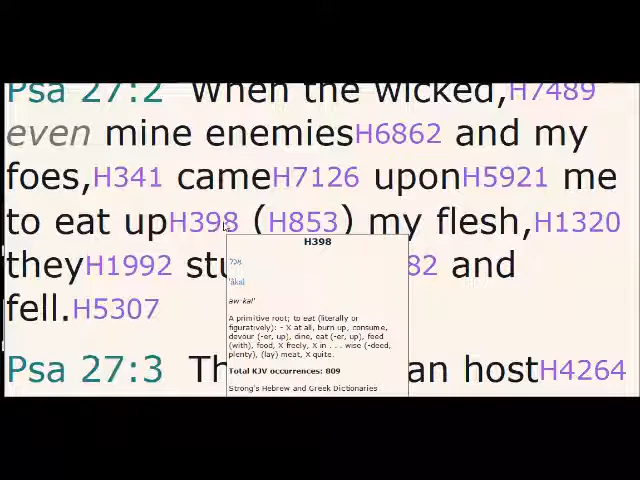 Psa 27:2 When the wicked,H7489
even mine enemiesH6862 and my
foes,H341 cameH7126 uponH5921 me
to eat upH398 (H853) my flesh,H1320
theyH1992 stu 82 and
fell.H5307
Psa 27:3 Th an hostH4264
H398
אכל
'âkal
aw-kal'
A primitive root; to eat (literally or
figuratively): - X at all, burn up, consume,
devour (-er, up), dine, eat (-er, up), feed
(with), food, X freely, X in . . . wise (-deed,
plenty), (lay) meat, X quite.
Total KJV occurrences: 809
Strong's Hebrew and Greek Dictionaries